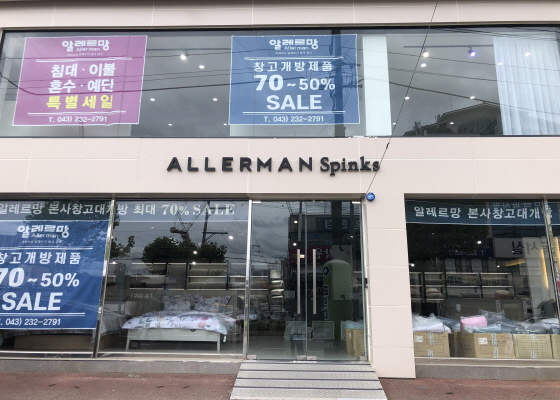 알레르망
Allerman
침대·이불
혼수·예단
특별세일
T. 043) 232-2791
알레르망
Allerman
창고개방제품
70~50%
SALE
T. 043) 232-2791
ALLERMAN Spinks
알레르망 본사창고대개방 최대 70% SALE
알레르망
Allerman
창고개방제품
70~50%
SALE
T. 043) 232-2791
알레르망 본사창고대개